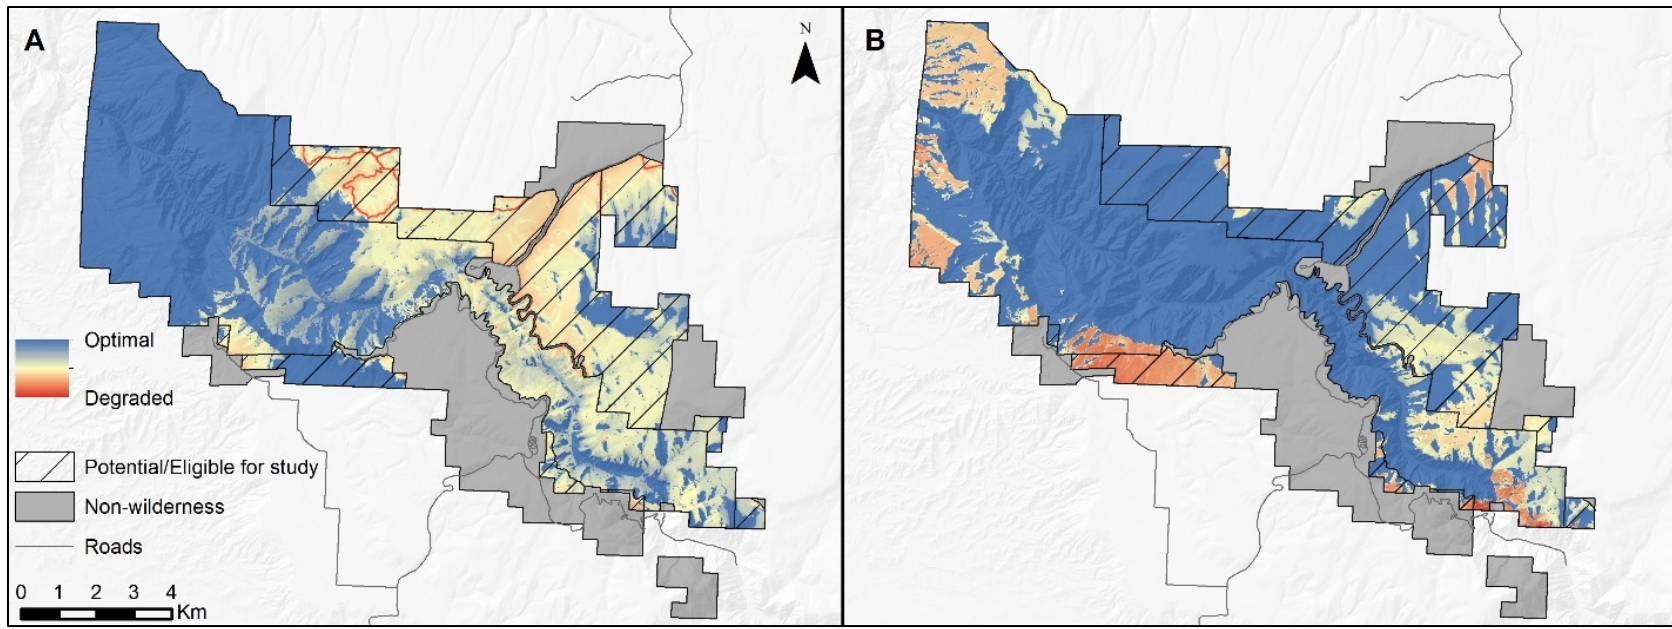 A
N
B
Optimal
Degraded
Potential/Eligible for study
Non-wilderness
Roads
0 1 2 3 4
Km